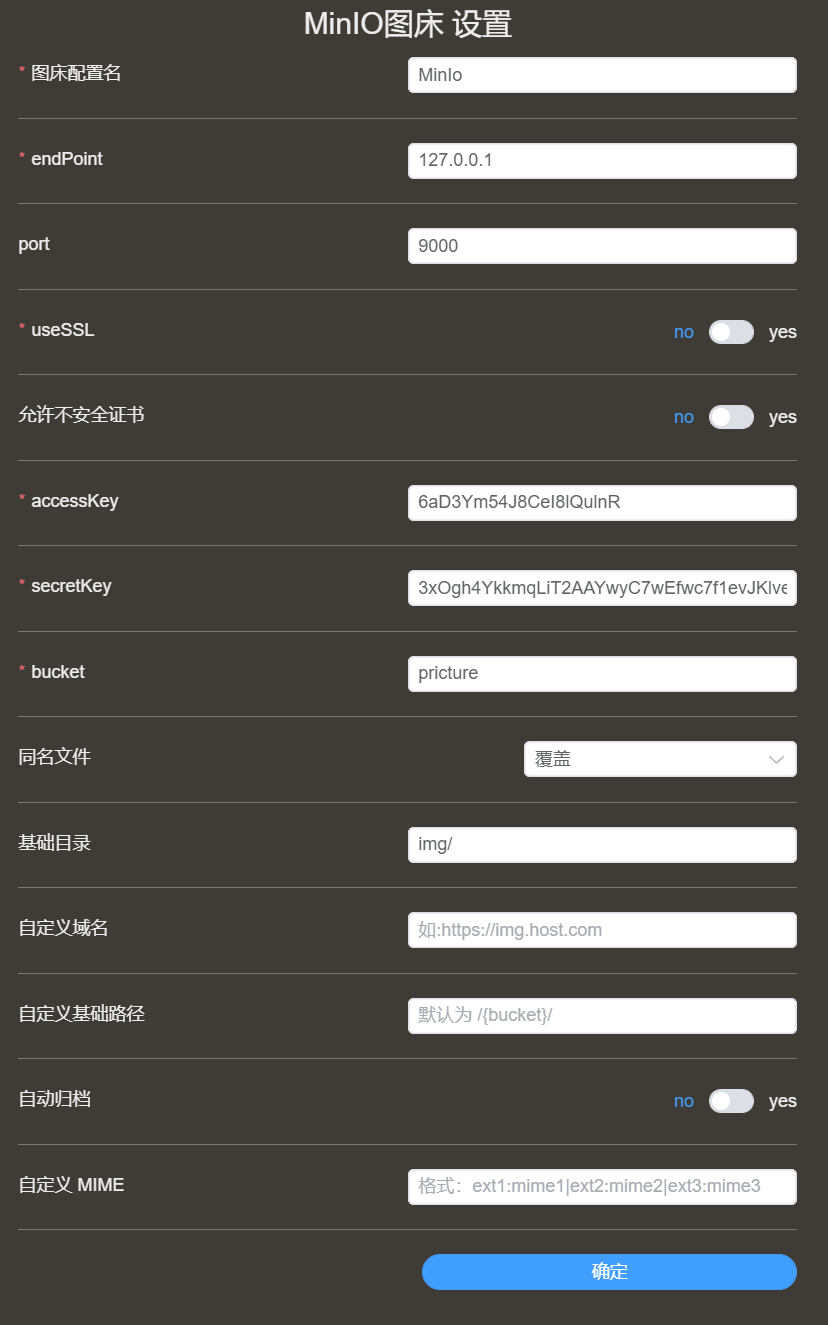 MinIO图床 设置
* 图床配置名 MinIo
* endPoint 127.0.0.1
port 9000
* useSSL no yes
允许不安全证书 no yes
* accessKey 6aD3Ym54J8CeI8lQulnR
* secretKey 3xOgh4YkkmqLiT2AAYwyC7wEfwc7f1evJKlve
* bucket pricture
同名文件 覆盖
基础目录 img/
自定义域名 如:https://img.host.com
自定义基础路径 默认为 /{bucket}/
自动归档 no yes
自定义 MIME 格式：ext1:mime1|ext2:mime2|ext3:mime3
确定